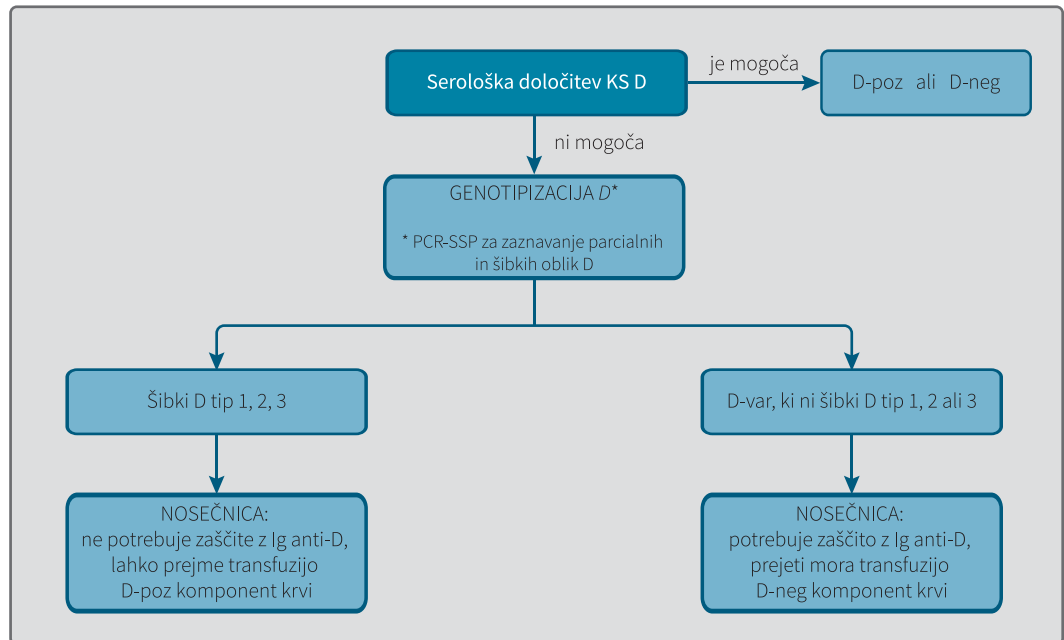 Serološka določitev KS D
je mogoča
D-poz ali D-neg
ni mogoča
GENOTIPIZACIJA D*
* PCR-SSP za zaznavanje parcialnih
in šibkih oblik D
Šibki D tip 1, 2, 3
D-var, ki ni šibki D tip 1, 2 ali 3
NOSEČNICA:
ne potrebuje zaščite z Ig anti-D,
lahko prejme transfuzijo
D-poz komponent krvi
NOSEČNICA:
potrebuje zaščito z Ig anti-D,
prejeti mora transfuzijo
D-neg komponent krvi